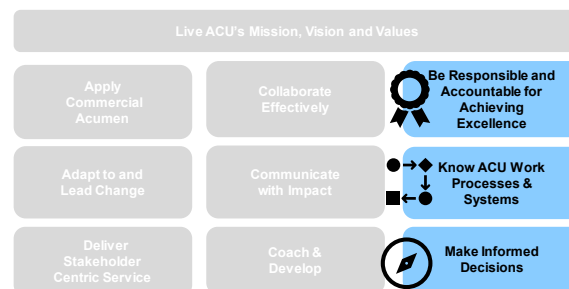 Live ACU's Mission, Vision and Values
Apply
Commercial
Acumen
Collaborate
Effectively
Be Responsible and
Accountable for
Achieving
Excellence
Adapt to and
Lead Change
Communicate
with Impact
Know ACU Work
Processes &
Systems
Deliver
Stakeholder
Centric Service
Coach &
Develop
Make Informed
Decisions